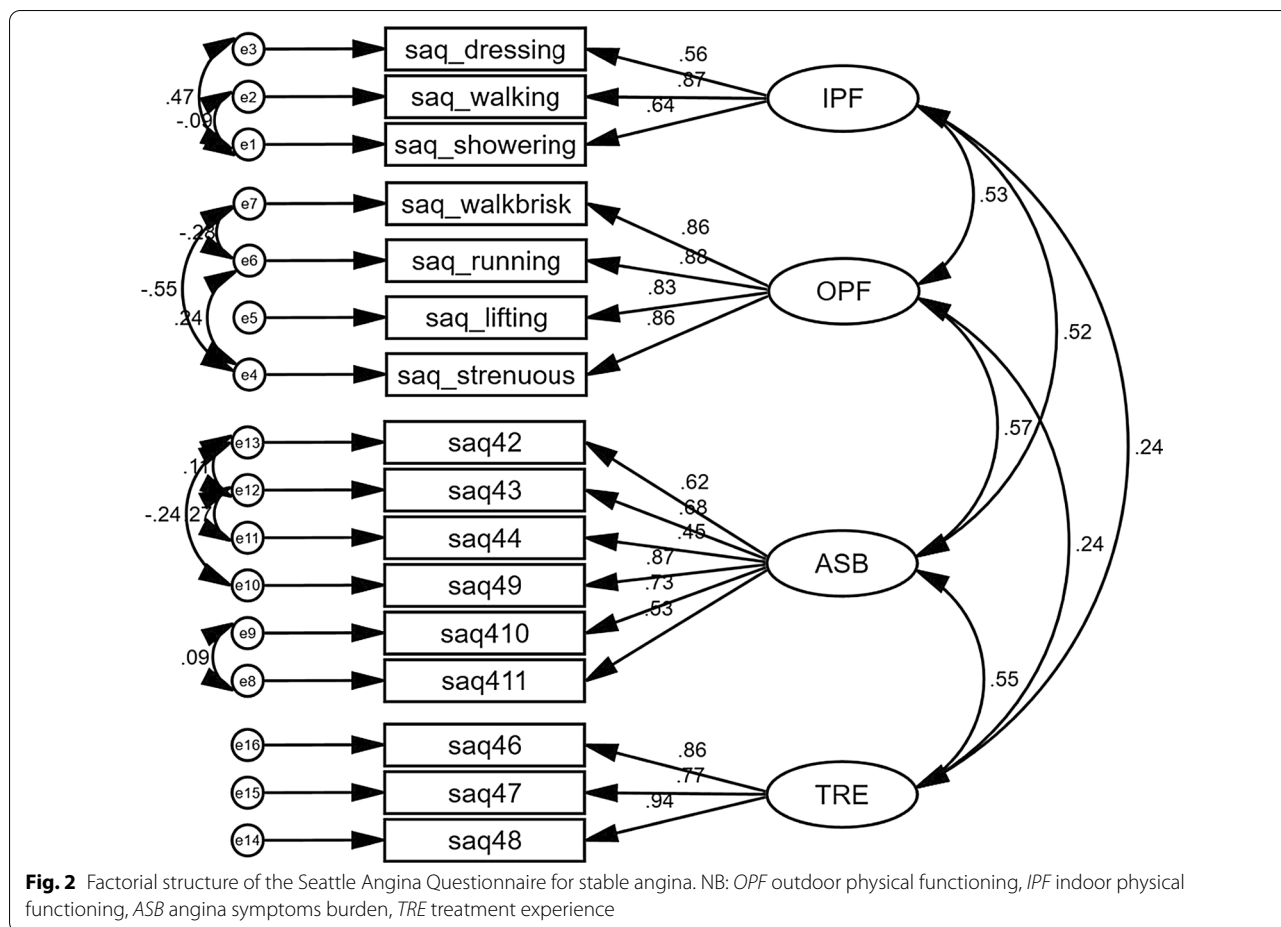 e3 saq_dressing .56
.47 e2 saq_walking .87 IPF
-.09 e1 saq_showering .64
e7 saq_walkbrisk .86 .53
-.28 e6 saq_running .88
-.55 OPF
.24 e5 saq_lifting .83 .52
e4 saq_strenuous .86
e13 saq42 .57 .24
.11 e12 saq43 .62
-.24 .27 .68
e11 saq44 .45 .24
e10 saq49 .87 ASB
e9 saq410 .73
.09 .53
e8 saq411 .55
e16 saq46 .86
e15 saq47 .77 TRE
e14 saq48 .94
Fig. 2 Factorial structure of the Seattle Angina Questionnaire for stable angina. NB: OPF outdoor physical functioning, IPF indoor physical
functioning, ASB angina symptoms burden, TRE treatment experience